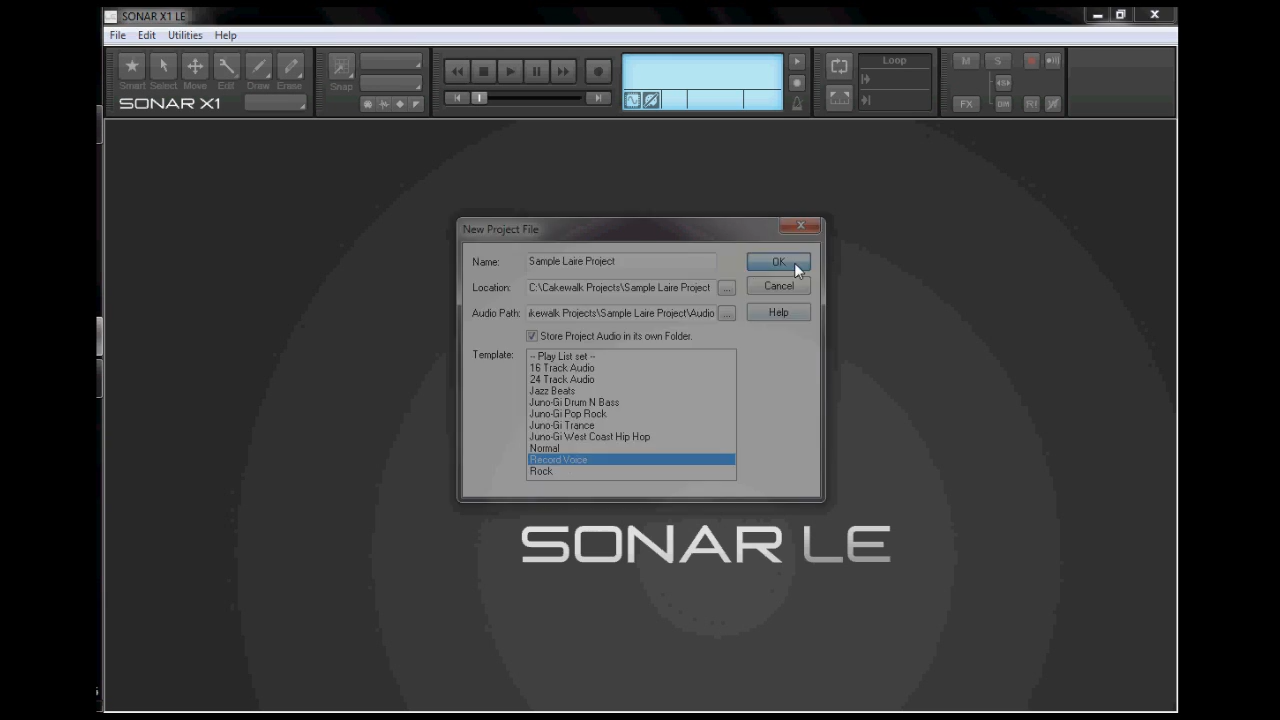 SONAR X1 LE
File Edit Utilities Help
Smart Select Move Edit Draw Erase
Snap
SONAR X1
Loop
M S
FX DIM R!
New Project File
Name: Sample Laire Project
OK
Location: C:\Cakewalk Projects\Sample Laire Project ...
Cancel
Audio Path: ikewalk Projects\Sample Laire Project\Audio ...
Help
Store Project Audio in its own Folder.
Template:
-- Play List set --
16 Track Audio
24 Track Audio
Jazz Beats
Juno-Gi Drum N Bass
Juno-Gi Pop Rock
Juno-Gi Trance
Juno-Gi West Coast Hip Hop
Normal
Record Voice
Rock
SONAR LE